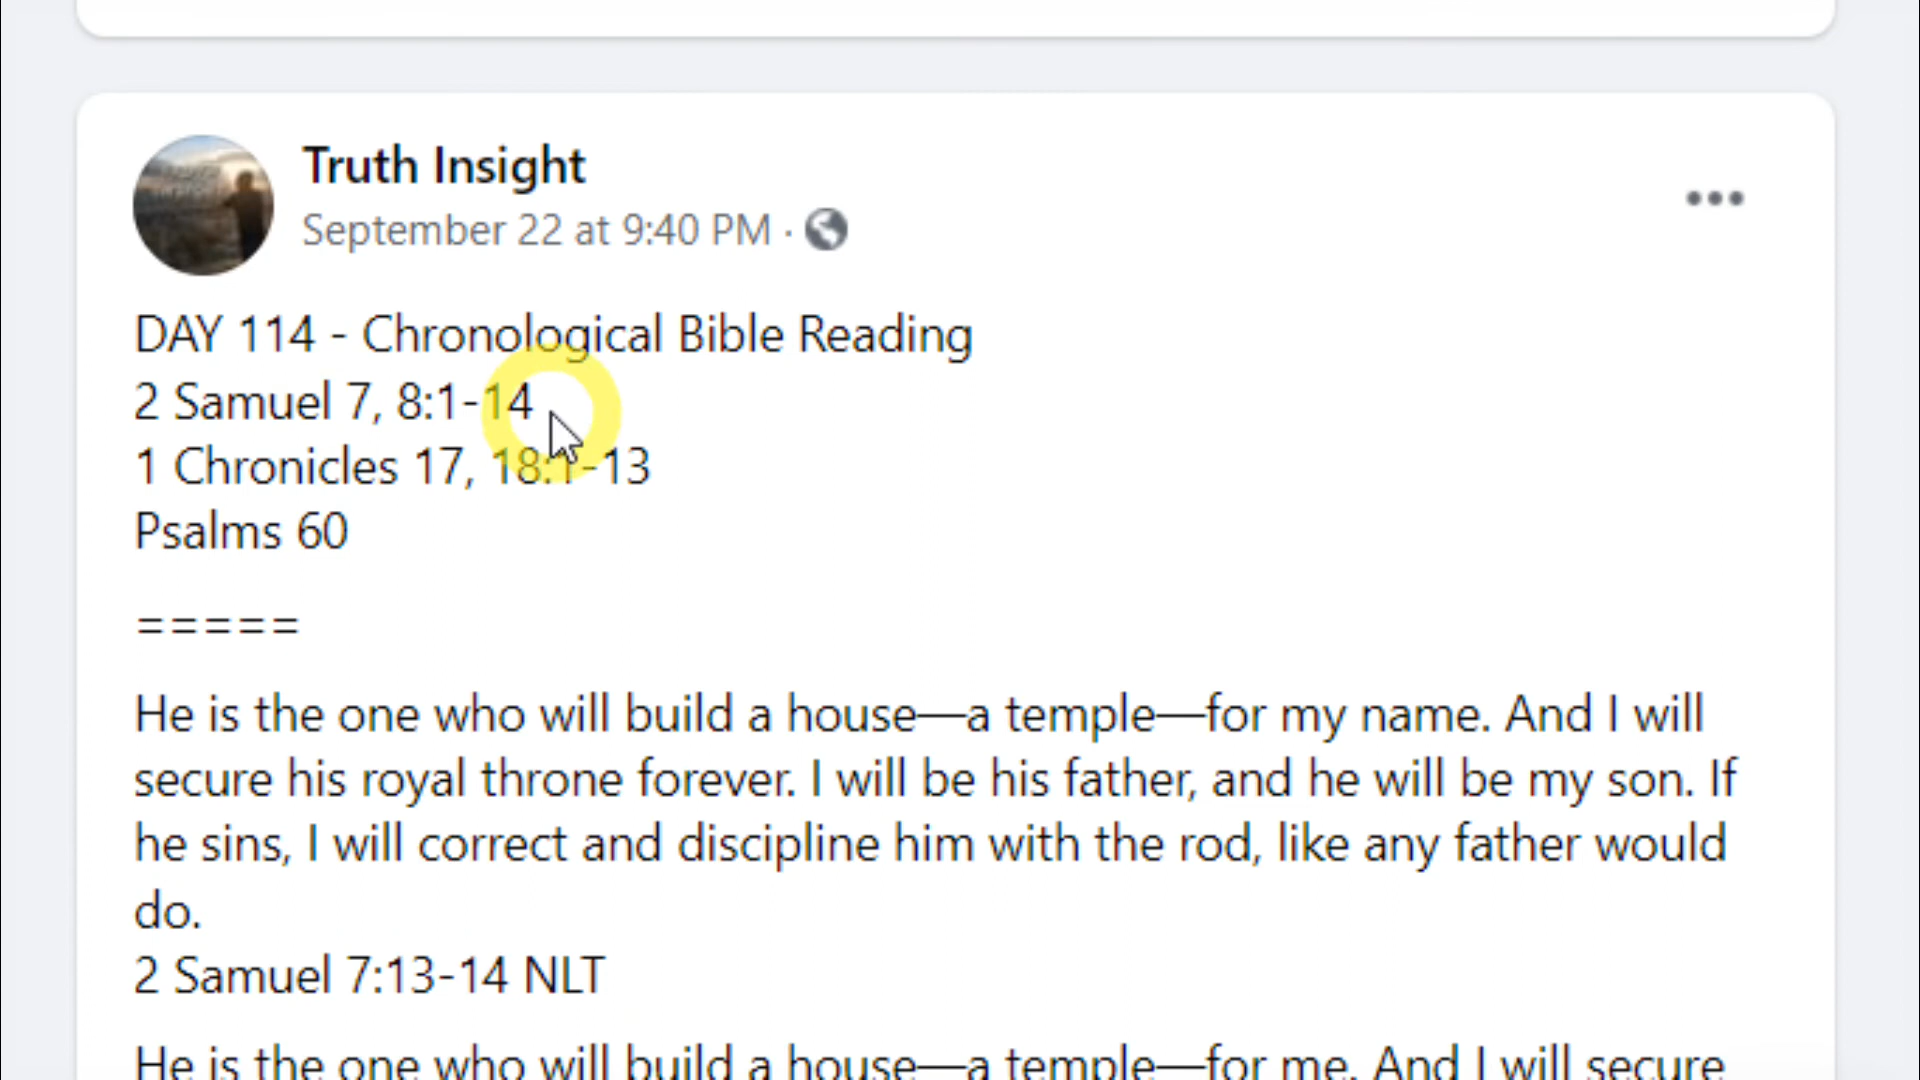 Truth Insight
September 22 at 9:40 PM ·
DAY 114 - Chronological Bible Reading
2 Samuel 7, 8:1-14
1 Chronicles 17, 18:1-13
Psalms 60
=====
He is the one who will build a house—a temple—for my name. And I will
secure his royal throne forever. I will be his father, and he will be my son. If
he sins, I will correct and discipline him with the rod, like any father would
do.
2 Samuel 7:13-14 NLT
He is the one who will build a house—a temple—for me. And I will secure